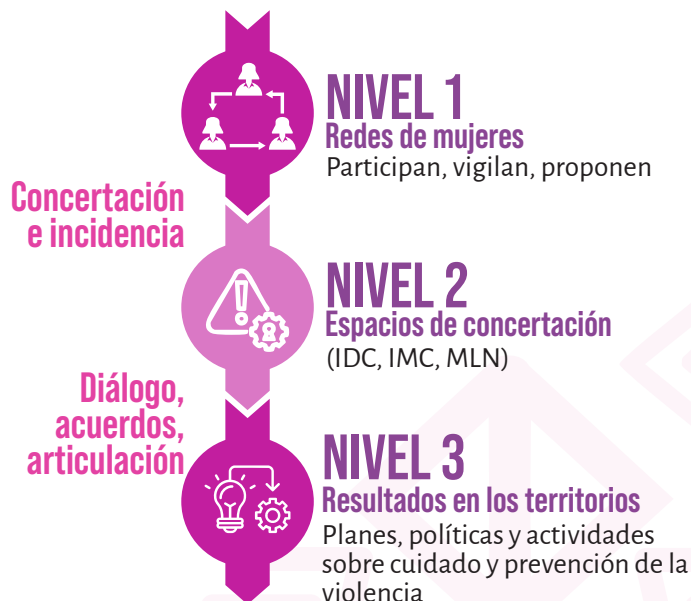 NIVEL 1
Redes de mujeres
Participan, vigilan, proponen
Concertación
e incidencia
NIVEL 2
Espacios de concertación
(IDC, IMC, MLN)
Diálogo,
acuerdos,
articulación
NIVEL 3
Resultados en los territorios
Planes, políticas y actividades
sobre cuidado y prevención de la
violencia